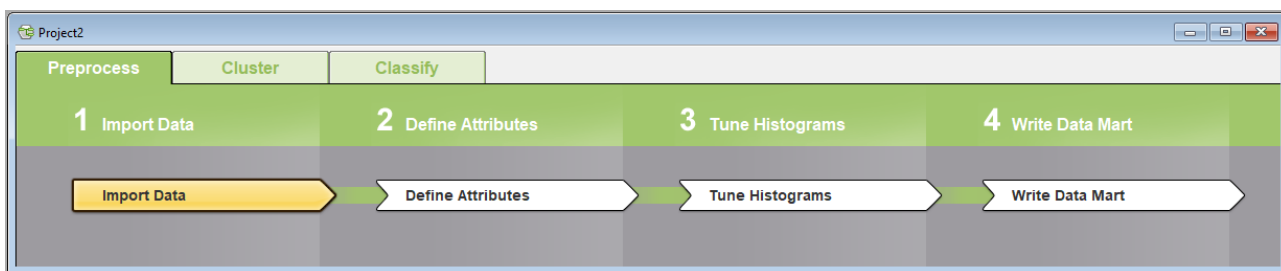 Project2
Preprocess Cluster Classify
1 Import Data 2 Define Attributes 3 Tune Histograms 4 Write Data Mart
Import Data Define Attributes Tune Histograms Write Data Mart